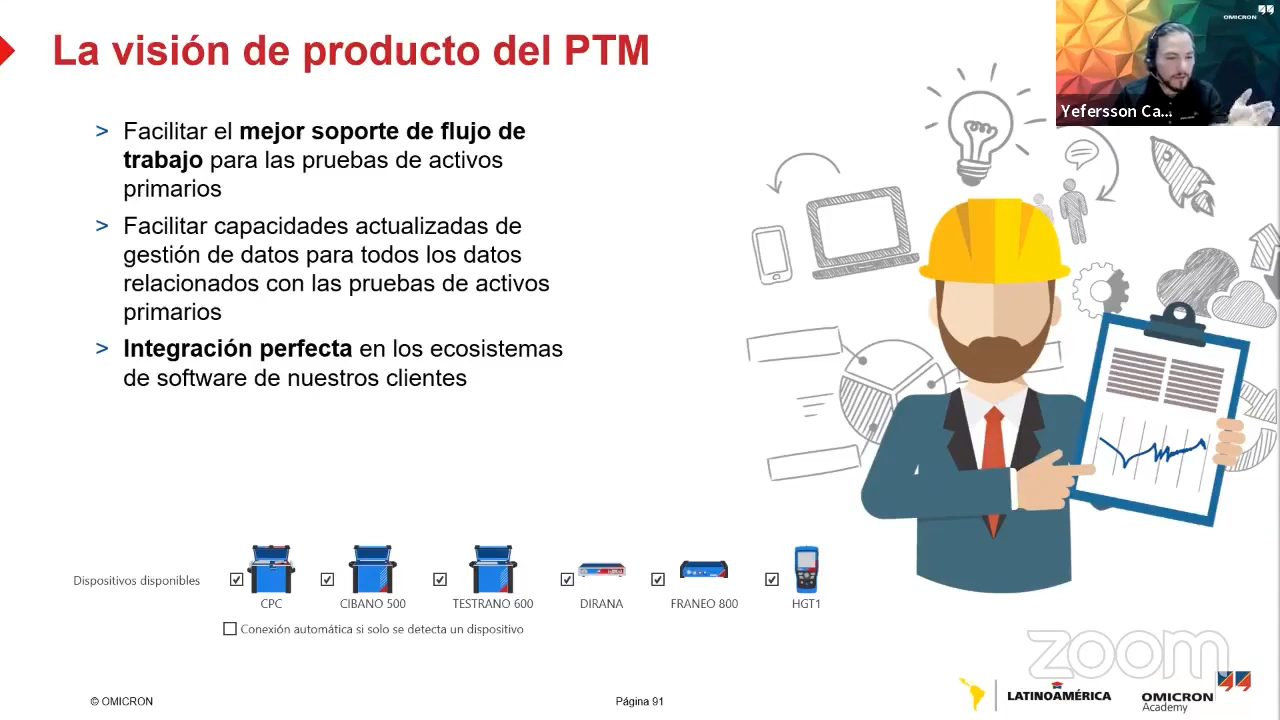 La visión de producto del PTM
OMICRON
Yefersson Ca...
> Facilitar el mejor soporte de flujo de
trabajo para las pruebas de activos
primarios
> Facilitar capacidades actualizadas de
gestión de datos para todos los datos
relacionados con las pruebas de activos
primarios
> Integración perfecta en los ecosistemas
de software de nuestros clientes
Dispositivos disponibles
CPC
CIBANO 500
TESTRANO 600
DIRANA
FRANEO 800
HGT1
Conexión automática si solo se detecta un dispositivo
zoom
© OMICRON
Página 91
LATINOAMÉRICA
OMICRON
Academy